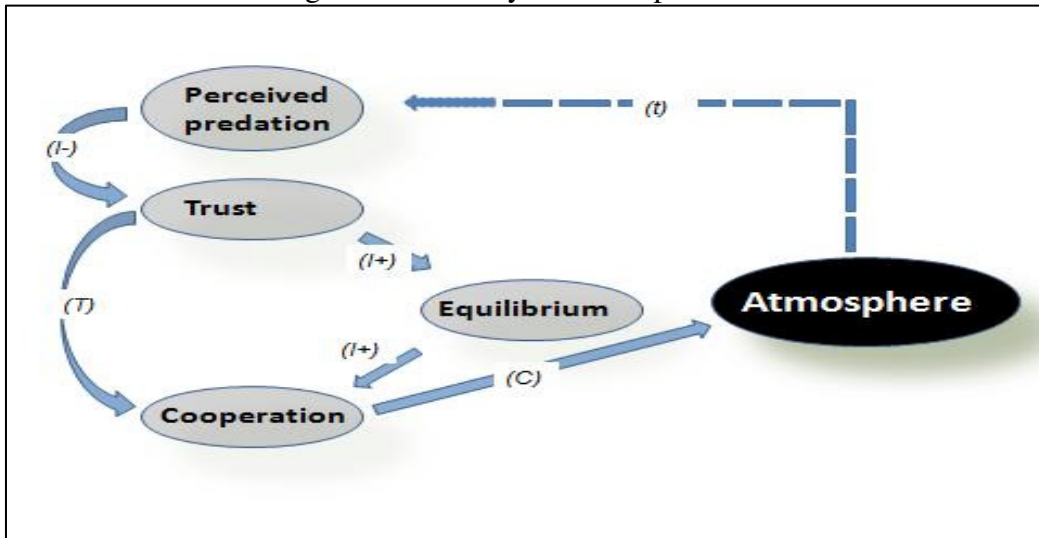 Perceived
predation
(t)
(I-)
Trust
(I+)
(T)
Equilibrium
Atmosphere
(I+)
(C)
Cooperation